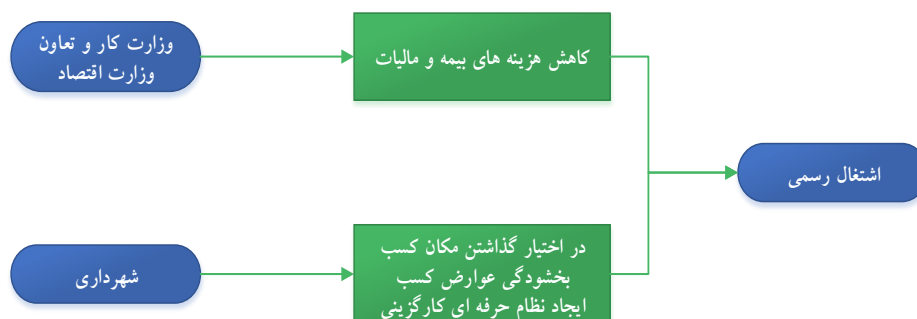 وزارت کار و تعاون
وزارت اقتصاد
کاهش هزینه های بیمه و مالیات
اشتغال رسمی
شهرداری
در اختیار گذاشتن مکان کسب
بخشودگی عوارض کسب
ایجاد نظام حرفه ای کارگزینی